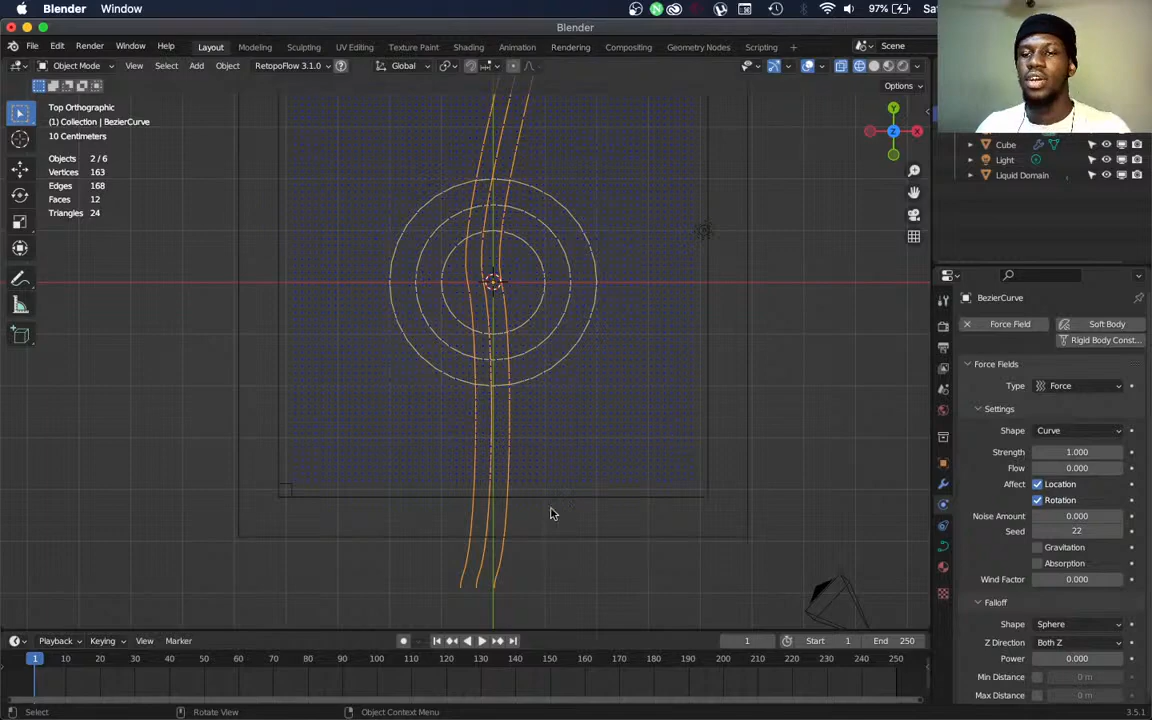 Blender Window 97% Sa
Blender
File Edit Render Window Help Layout Modeling Sculpting UV Editing Texture Paint Shading Animation Rendering Compositing Geometry Nodes Scripting + Scene
Object Mode View Select Add Object RetopoFlow 3.1.0 Global
Options
Top Orthographic
(1) Collection | BezierCurve
10 Centimeters
Objects 2/6
Vertices 163
Edges 168
Faces 12
Triangles 24
Y
X
Z
Cube
Light
Liquid Domain
BezierCurve
Force Field Soft Body
Rigid Body Const...
Force Fields
Type Force
Settings
Shape Curve
Strength 1.000
Flow 0.000
Affect Location
Rotation
Noise Amount 0.000
Seed 22
Gravitation
Absorption
Wind Factor 0.000
Falloff
Shape Sphere
Z Direction Both Z
Power 0.000
Min Distance 0 m
Max Distance 0 m
Playback Keying View Marker 1 Start 1 End 250
1 10 20 30 40 50 60 70 80 90 100 110 120 130 140 150 160 170 180 190 200 210 220 230 240 250
Select Rotate View Object Context Menu 3.5.1